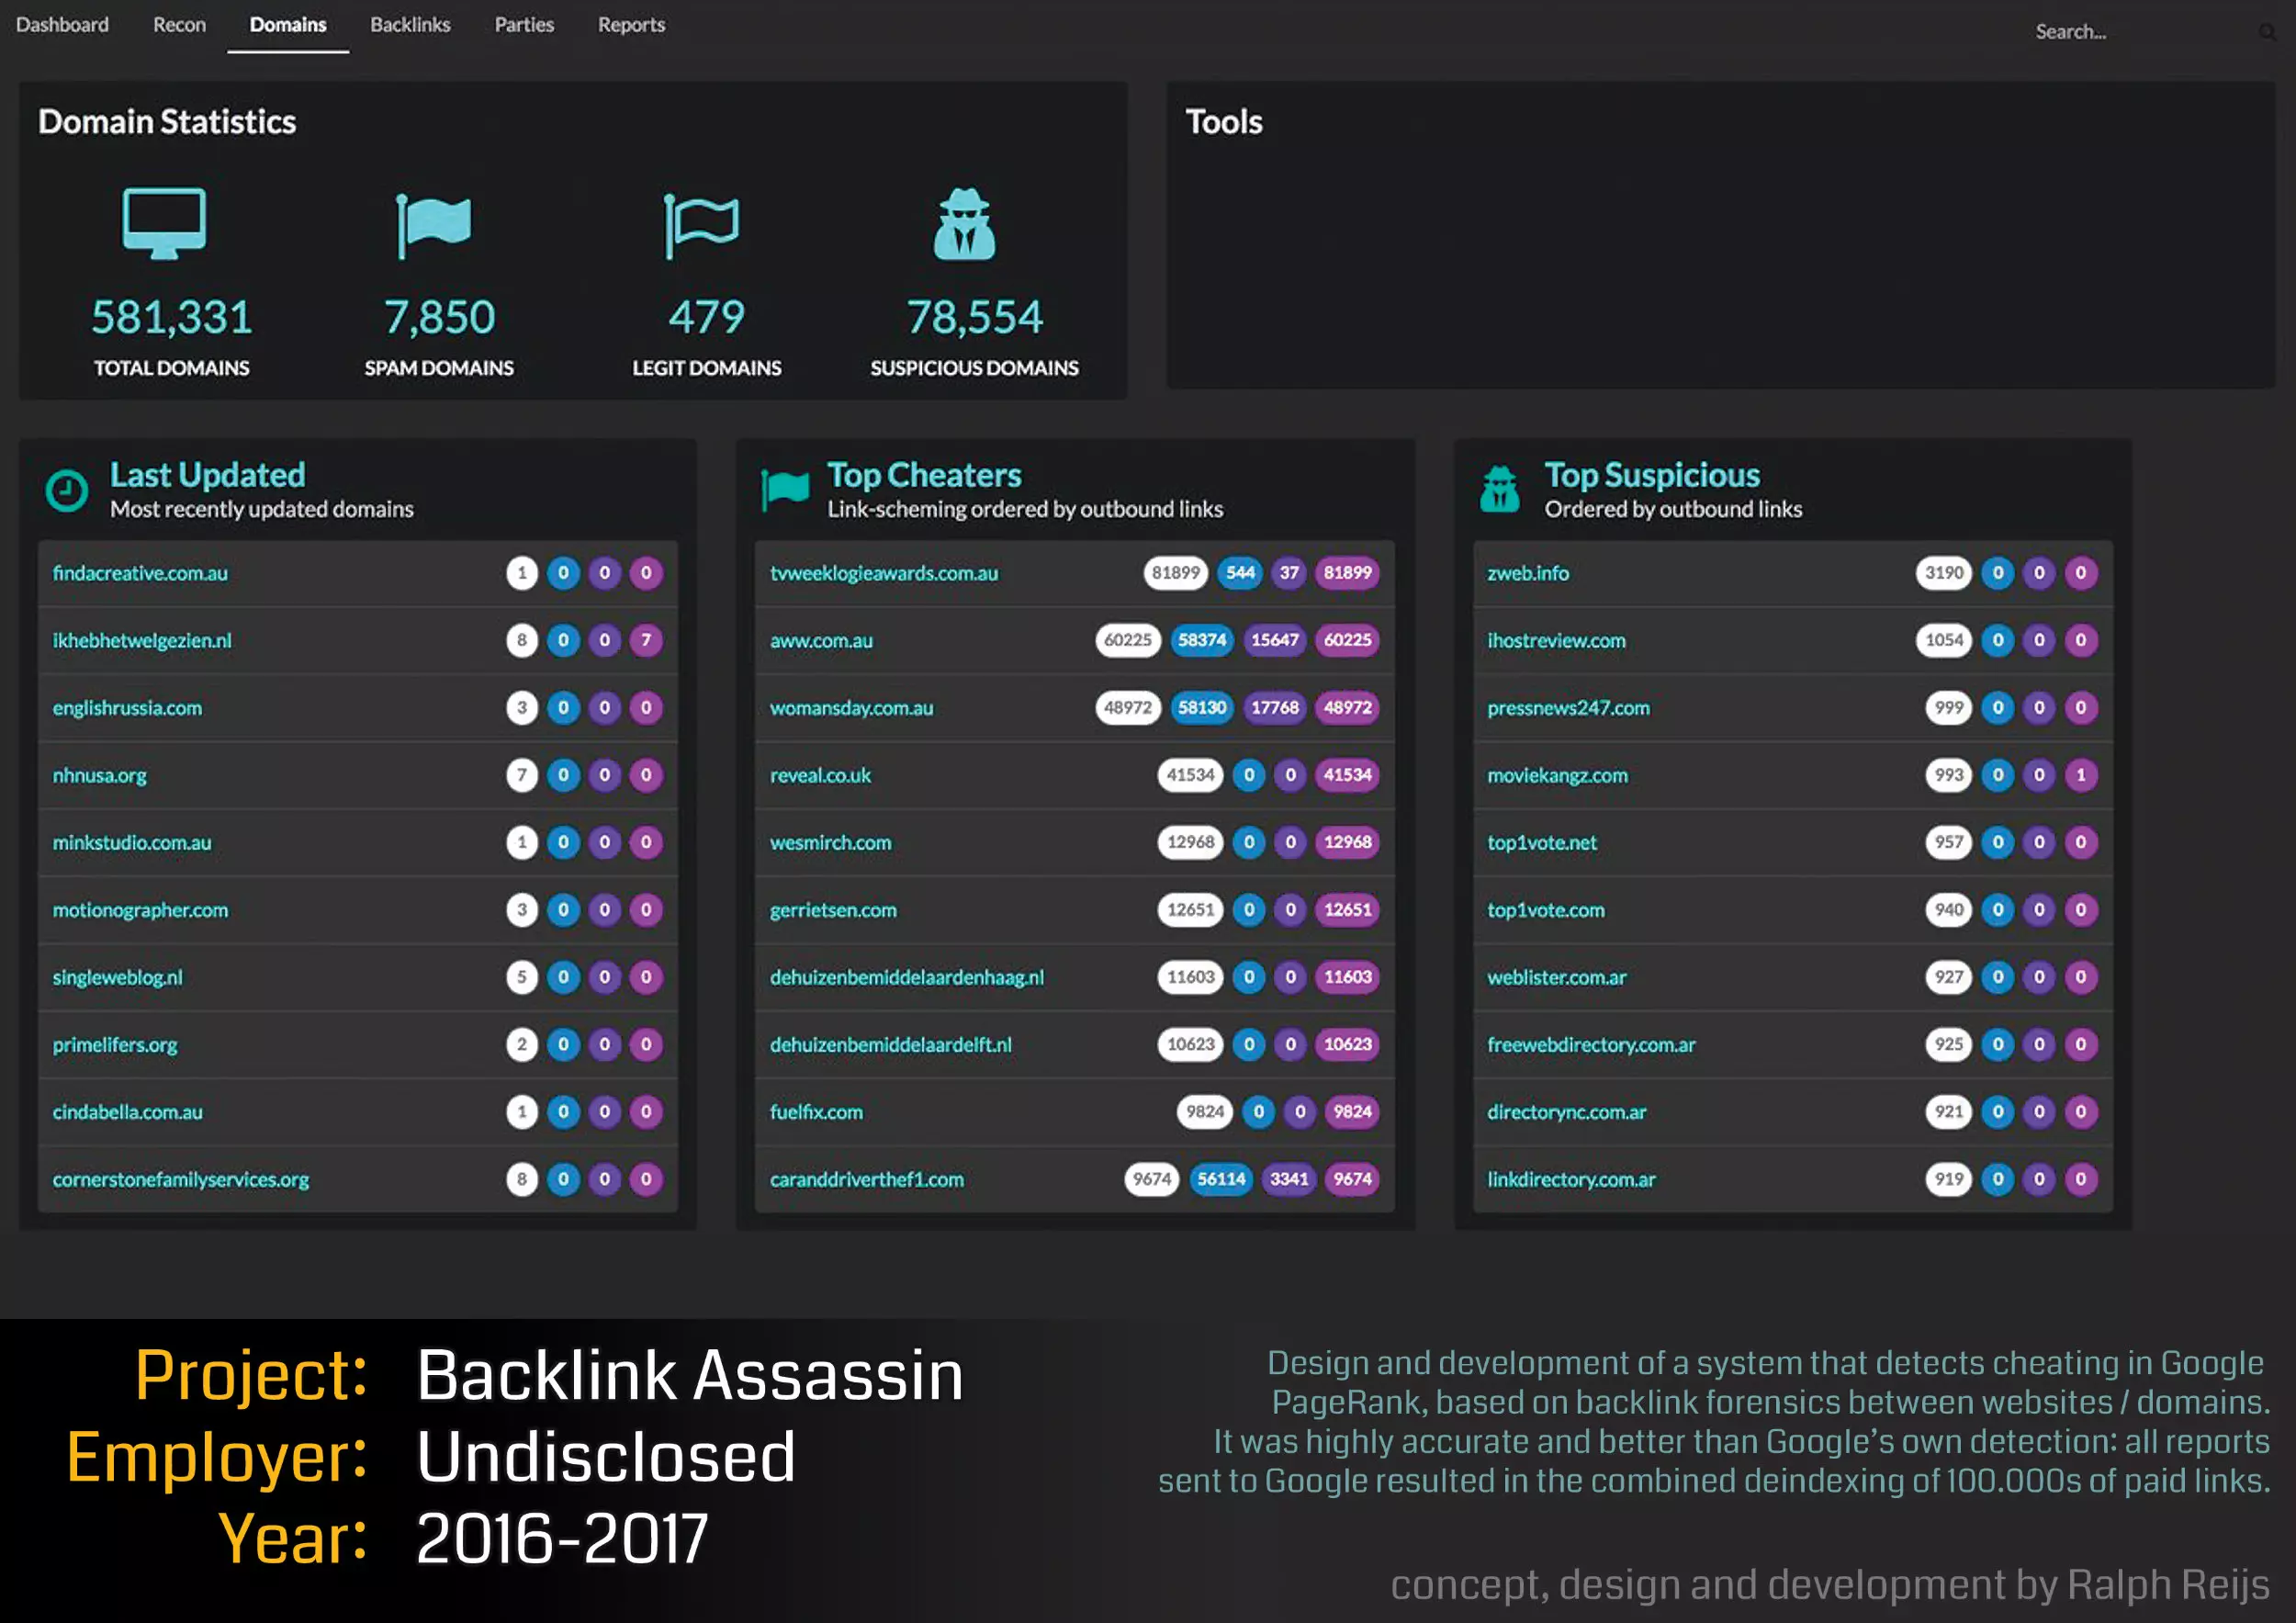 Dashboard Recon Domains Backlinks Parties Reports Search...
Domain Statistics
581,331 7,850 479 78,554
TOTAL DOMAINS SPAM DOMAINS LEGIT DOMAINS SUSPICIOUS DOMAINS
Tools
Last Updated
Most recently updated domains
findacreative.com.au 1 0 0 0
ikhebhetwelgezien.nl 8 0 0 7
englishrussia.com 3 0 0 0
nhnusa.org 7 0 0 0
minkstudio.com.au 1 0 0 0
motionographer.com 3 0 0 0
singleweblog.nl 5 0 0 0
primelifers.org 2 0 0 0
cindabella.com.au 1 0 0 0
cornerstonefamilyservices.org 8 0 0 0
Top Cheaters
Link-scheming ordered by outbound links
tvweeklogieawards.com.au 81899 544 37 81899
aww.com.au 60225 58374 15647 60225
womansday.com.au 48972 58130 17768 48972
reveal.co.uk 41534 0 0 41534
wesmirch.com 12968 0 0 12968
gerrietsen.com 12651 0 0 12651
dehuizenbemiddelaardenhaag.nl 11603 0 0 11603
dehuizenbemiddelaardelft.nl 10623 0 0 10623
fuelfix.com 9824 0 0 9824
caranddriverthef1.com 9674 56114 3341 9674
Top Suspicious
Ordered by outbound links
zweb.info 3190 0 0 0
ihostreview.com 1054 0 0 0
pressnews247.com 999 0 0 0
moviekangz.com 993 0 0 1
top1vote.net 957 0 0 0
top1vote.com 940 0 0 0
weblister.com.ar 927 0 0 0
freewebdirectory.com.ar 925 0 0 0
directorync.com.ar 921 0 0 0
linkdirectory.com.ar 919 0 0 0
Project: Backlink Assassin
Employer: Undisclosed
Year: 2016-2017
Design and development of a system that detects cheating in Google
PageRank, based on backlink forensics between websites / domains.
It was highly accurate and better than Google's own detection: all reports
sent to Google resulted in the combined deindexing of 100.000s of paid links.
concept, design and development by Ralph Reijs